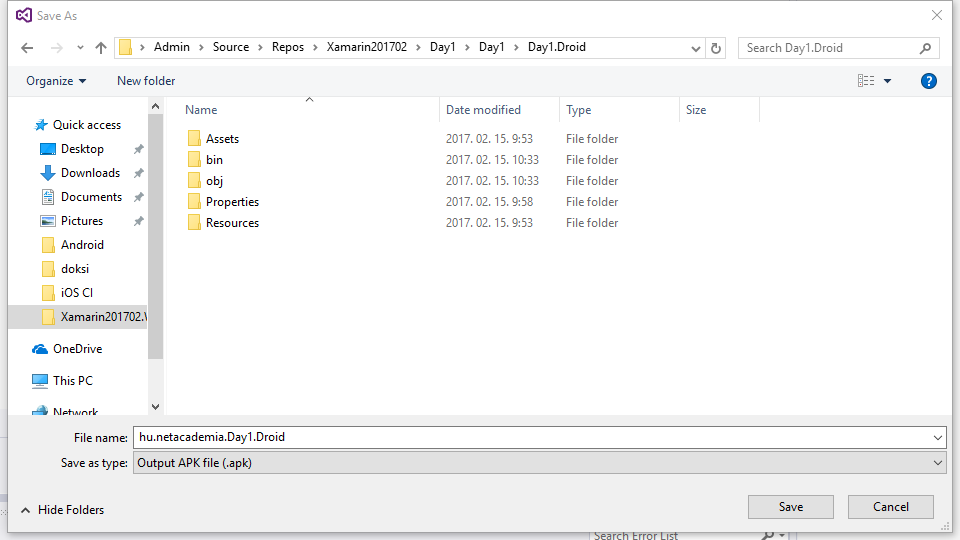 Save As
Admin > Source > Repos > Xamarin201702 > Day1 > Day1 > Day1.Droid
Search Day1.Droid
Organize
New folder
?
Name Date modified Type Size
Quick access
Desktop
Downloads
Documents
Pictures
Android
doksi
iOS CI
Xamarin201702.
OneDrive
This PC
Network
Assets 2017. 02. 15. 9:53 File folder
bin 2017. 02. 15. 10:33 File folder
obj 2017. 02. 15. 10:33 File folder
Properties 2017. 02. 15. 9:58 File folder
Resources 2017. 02. 15. 9:53 File folder
File name: hu.netacademia.Day1.Droid
Save as type: Output APK file (.apk)
Hide Folders
Save
Cancel
Search Error List